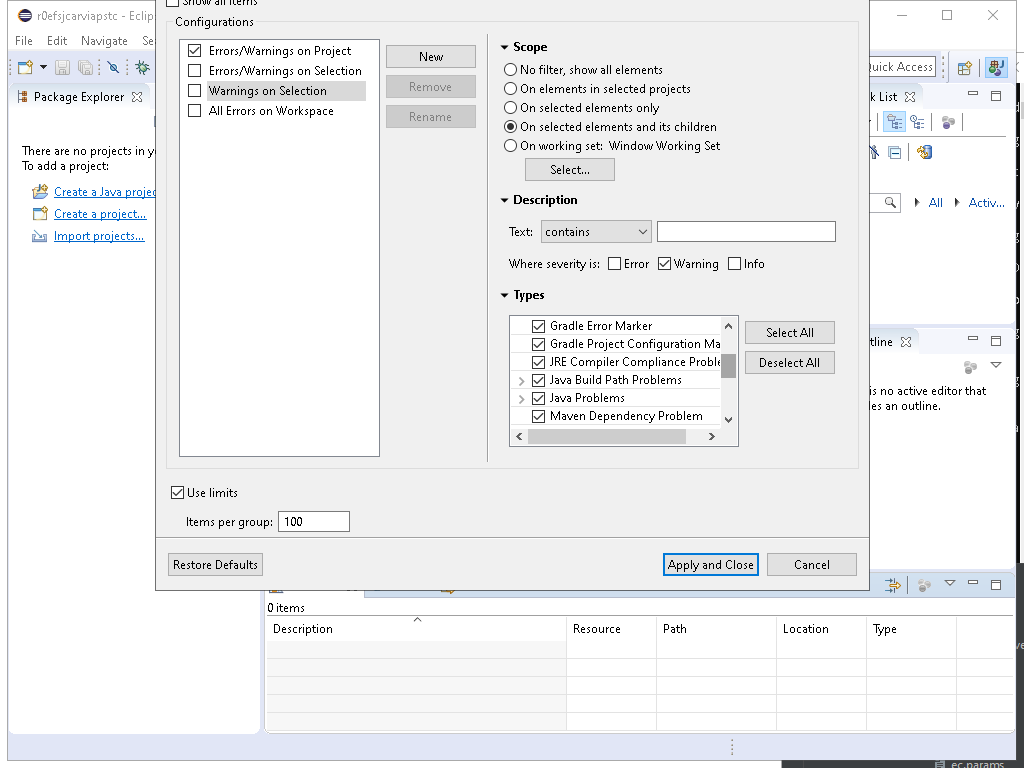 r0efsjcarviapstc - Eclip
Show all items
File Edit Navigate Se
Configurations
Errors/Warnings on Project
Errors/Warnings on Selection
Warnings on Selection
All Errors on Workspace
New
Remove
Rename
Scope
No filter, show all elements
On elements in selected projects
On selected elements only
On selected elements and its children
On working set: Window Working Set
Select...
Description
Text: contains
Where severity is: Error Warning Info
Types
Gradle Error Marker
Gradle Project Configuration Ma
JRE Compiler Compliance Proble
Java Build Path Problems
Java Problems
Maven Dependency Problem
Select All
Deselect All
Use limits
Items per group: 100
Restore Defaults
Apply and Close
Cancel
Package Explorer
There are no projects in y
To add a project:
Create a Java projec
Create a project...
Import projects...
Quick Access
k List
All Activ...
tline
is no active editor that
des an outline.
0 items
Description Resource Path Location Type
ec.params